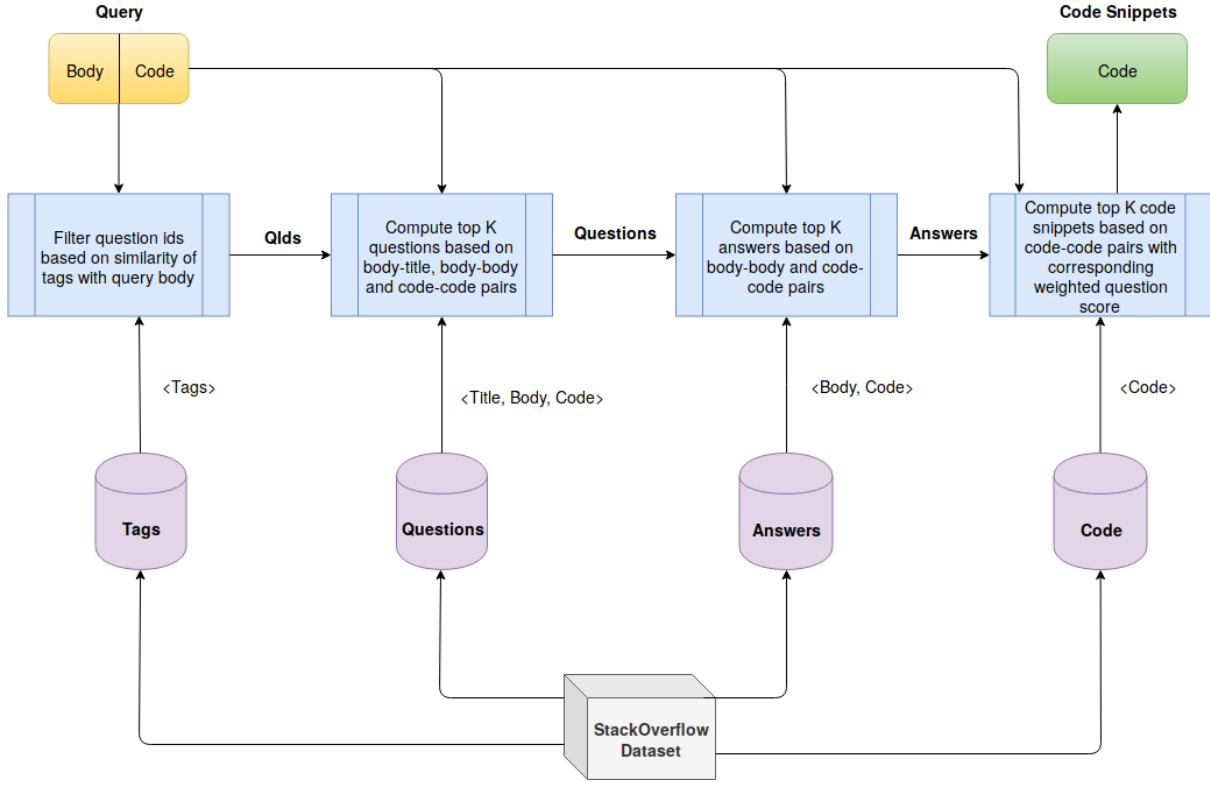 Query
Code Snippets
Body
Code
Code
Filter question ids
based on similarity of
tags with query body
QIds
Compute top K
questions based on
body-title, body-body
and code-code pairs
Questions
Compute top K
answers based on
body-body and code-
code pairs
Answers
Compute top K code
snippets based on
code-code pairs with
corresponding
weighted question
score
<Tags>
<Title, Body, Code>
<Body, Code>
<Code>
Tags
Questions
Answers
Code
StackOverflow
Dataset